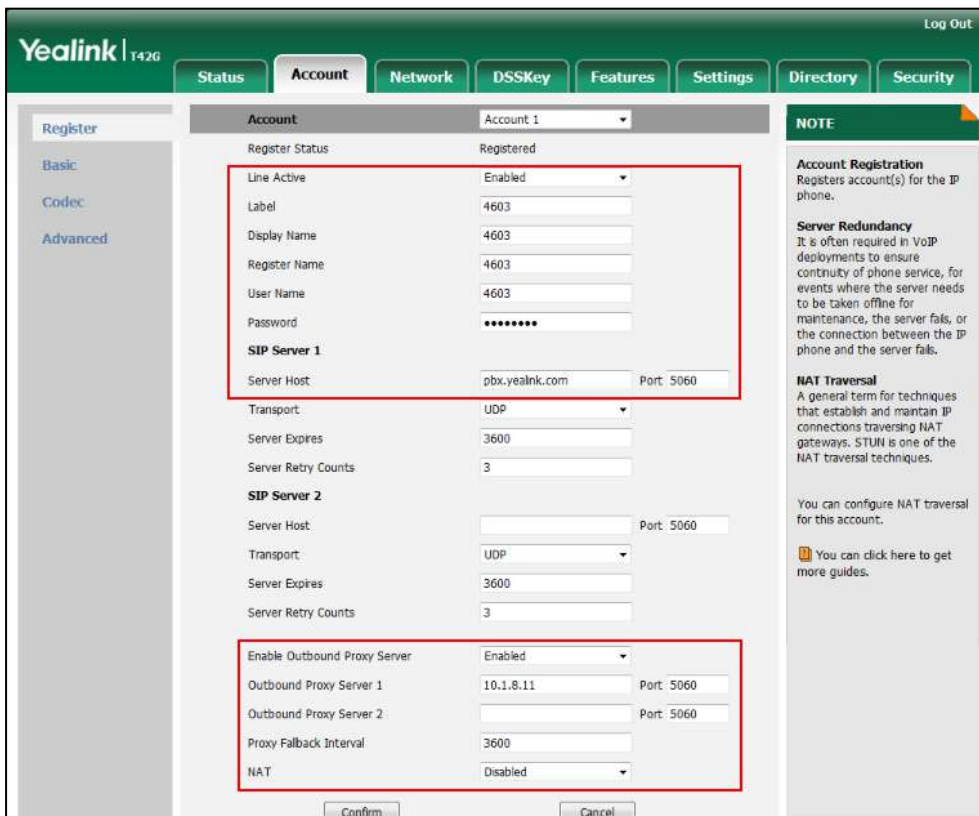 Log Out
Yealink T42G
Status Account Network DSSKey Features Settings Directory Security
Register
Basic
Codec
Advanced
Account Account 1
Register Status Registered
Line Active Enabled
Label 4603
Display Name 4603
Register Name 4603
User Name 4603
Password ••••••••
SIP Server 1
Server Host pbx.yealink.com Port 5060
Transport UDP
Server Expires 3600
Server Retry Counts 3
SIP Server 2
Server Host Port 5060
Transport UDP
Server Expires 3600
Server Retry Counts 3
Enable Outbound Proxy Server Enabled
Outbound Proxy Server 1 10.1.8.11 Port 5060
Outbound Proxy Server 2 Port 5060
Proxy Fallback Interval 3600
NAT Disabled
Confirm Cancel
NOTE
Account Registration
Registers account(s) for the IP
phone.
Server Redundancy
It is often required in VoIP
deployments to ensure
continuity of phone service, for
events where the server needs
to be taken offline for
maintenance, the server fails, or
the connection between the IP
phone and the server fails.
NAT Traversal
A general term for techniques
that establish and maintain IP
connections traversing NAT
gateways. STUN is one of the
NAT traversal techniques.
You can configure NAT traversal
for this account.
You can click here to get
more guides.